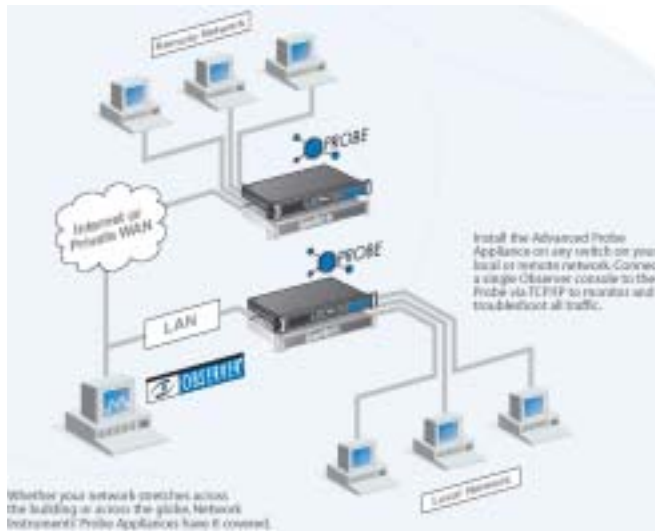 Remote Network
PROBE
Internet or
Private WAN
PROBE
Install the Advanced Probe
Appliance on any switch on your
local or remote network. Connect
a single Observer console to the
Probe via TCP/IP to monitor and
troubleshoot all traffic.
LAN
OBSERVER
Local Network
Whether your network stretches across
the building or across the globe, Network
Instruments' Probe Appliances have it covered.